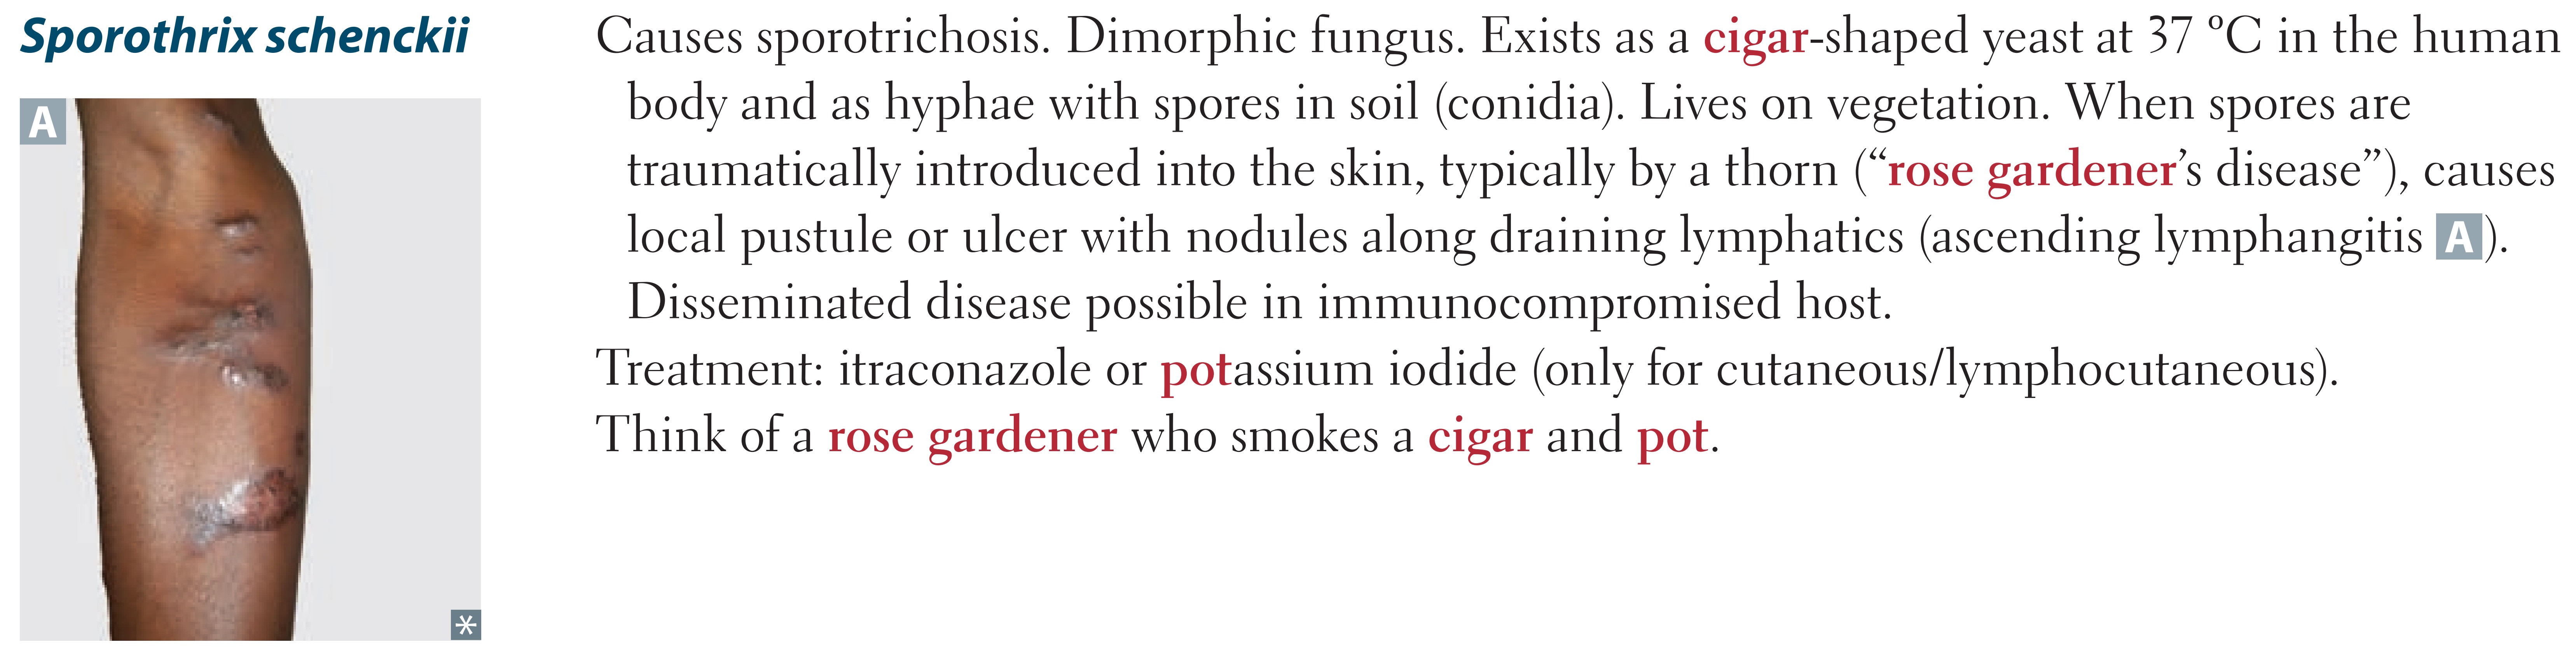 Sporothrix schenckii
A
*
Causes sporotrichosis. Dimorphic fungus. Exists as a cigar-shaped yeast at 37 ºC in the human
body and as hyphae with spores in soil (conidia). Lives on vegetation. When spores are
traumatically introduced into the skin, typically by a thorn (“rose gardener’s disease”), causes
local pustule or ulcer with nodules along draining lymphatics (ascending lymphangitis A).
Disseminated disease possible in immunocompromised host.
Treatment: itraconazole or potassium iodide (only for cutaneous/lymphocutaneous).
Think of a rose gardener who smokes a cigar and pot.